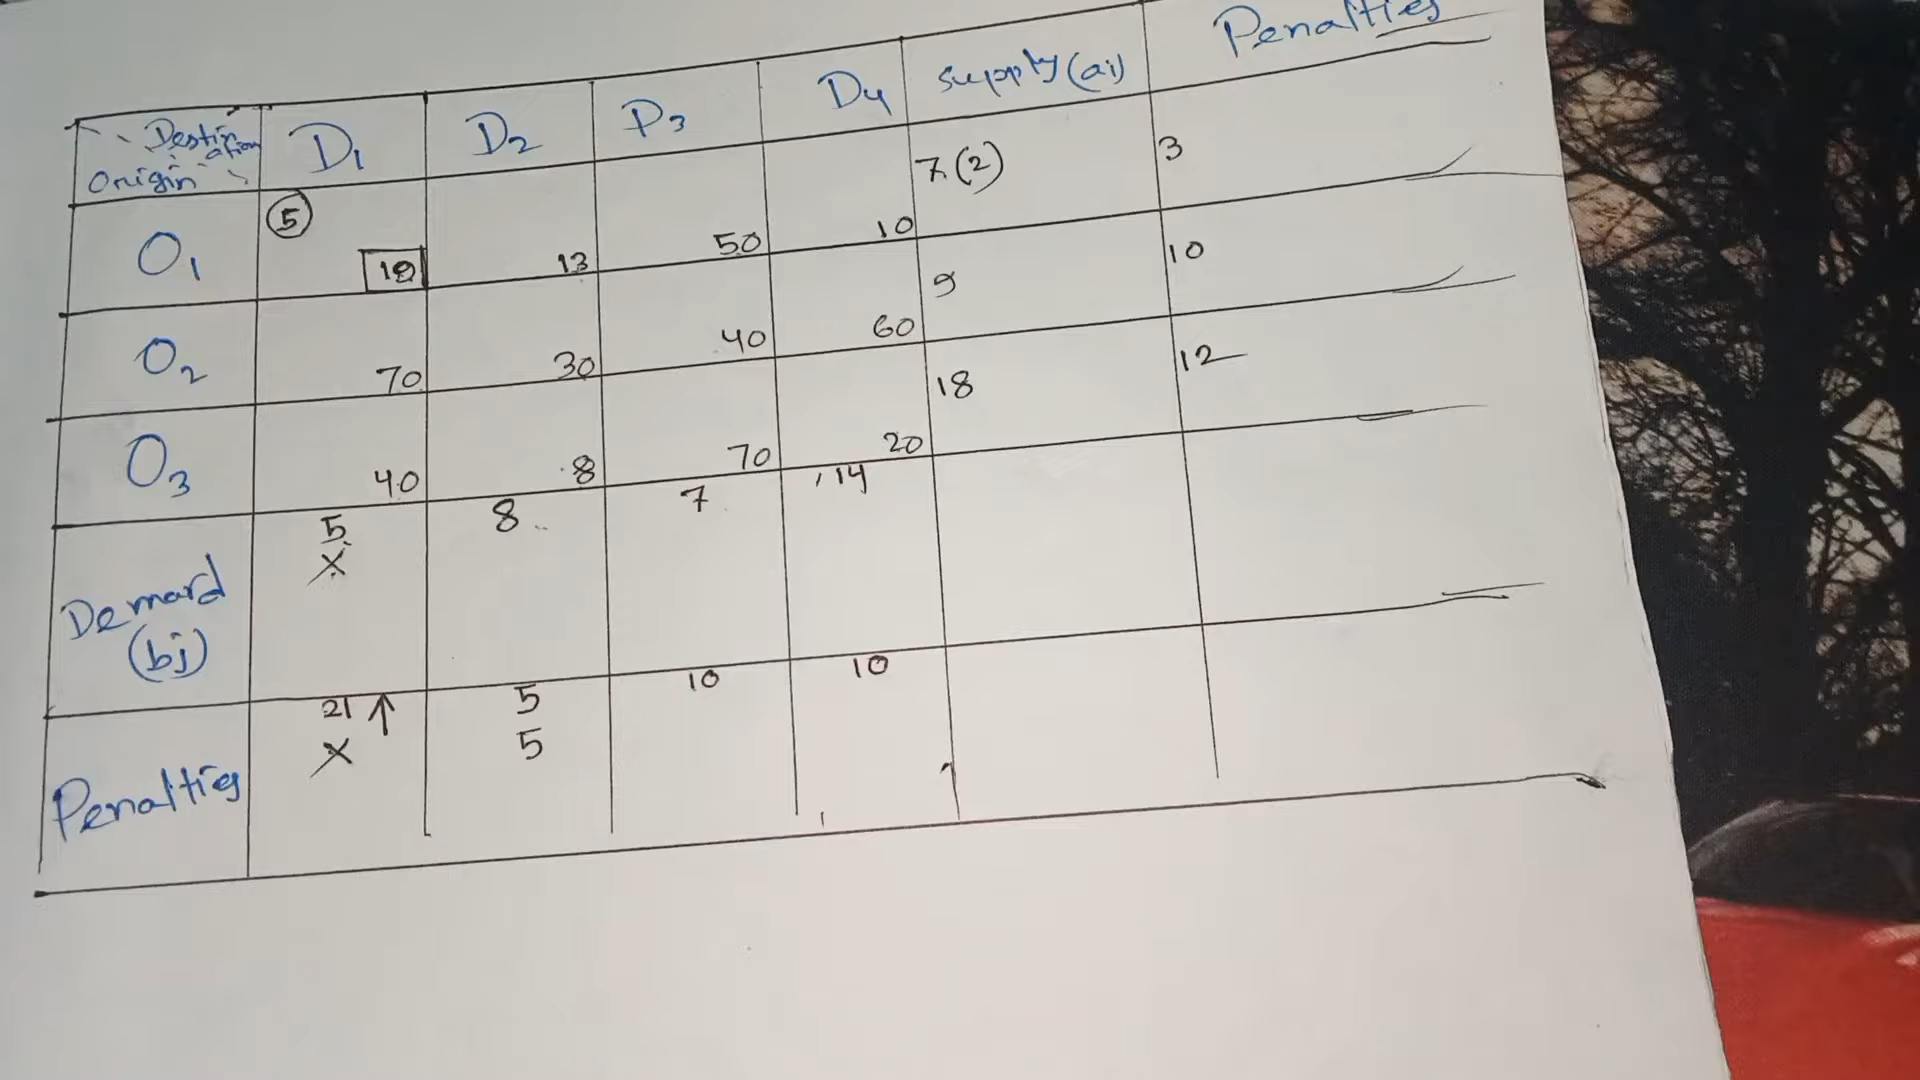 Destination
Origin
D1 D2 D3 D4 supply (ai) Penalties
O1 5 19 13 50 10 7 (2) 3
O2 70 30 40 60 9 10
O3 40 8 70 20 18 12
Demand (bj) 5 8 7 14
X
Penalties 21 ↑ 5 10 10
X 5